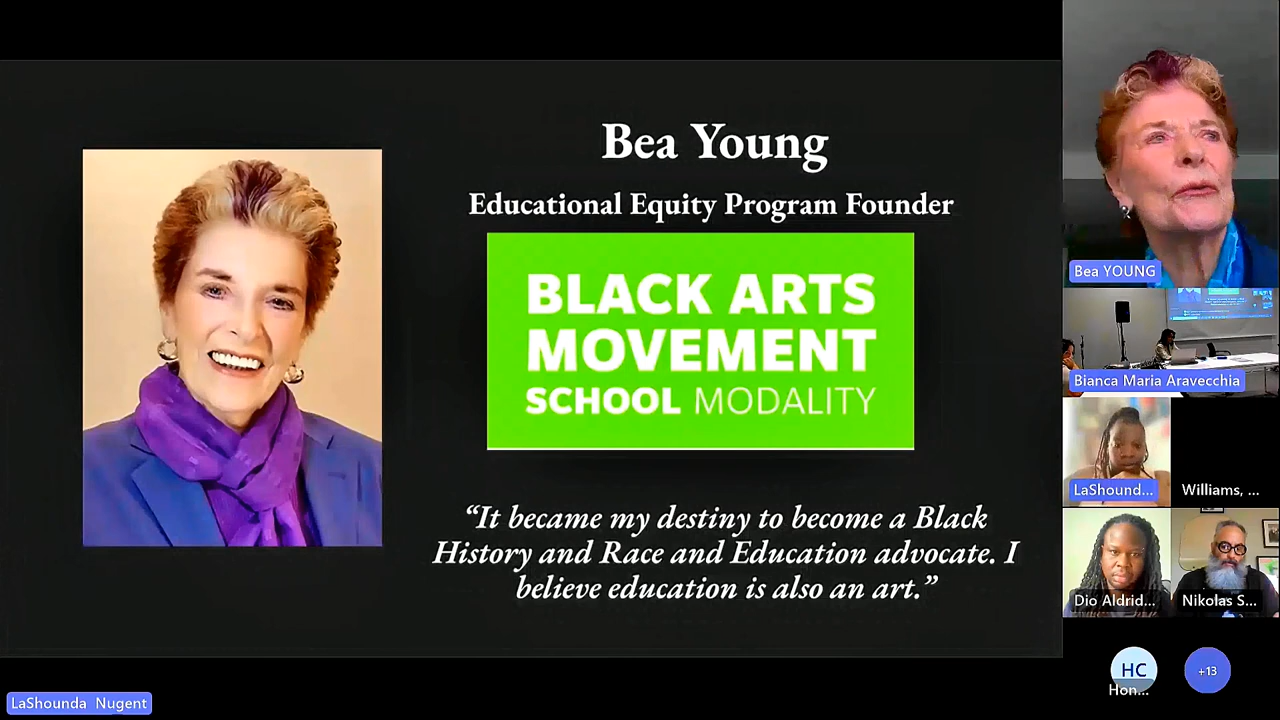 Bea Young
Educational Equity Program Founder
BLACK ARTS
MOVEMENT
SCHOOL MODALITY
“It became my destiny to become a Black
History and Race and Education advocate. I
believe education is also an art.”
Bea YOUNG
Bianca Maria Aravecchia
LaShound...
Williams, ...
Dio Aldrid...
Nikolas S...
HC
Hon...
+13
LaShounda Nugent